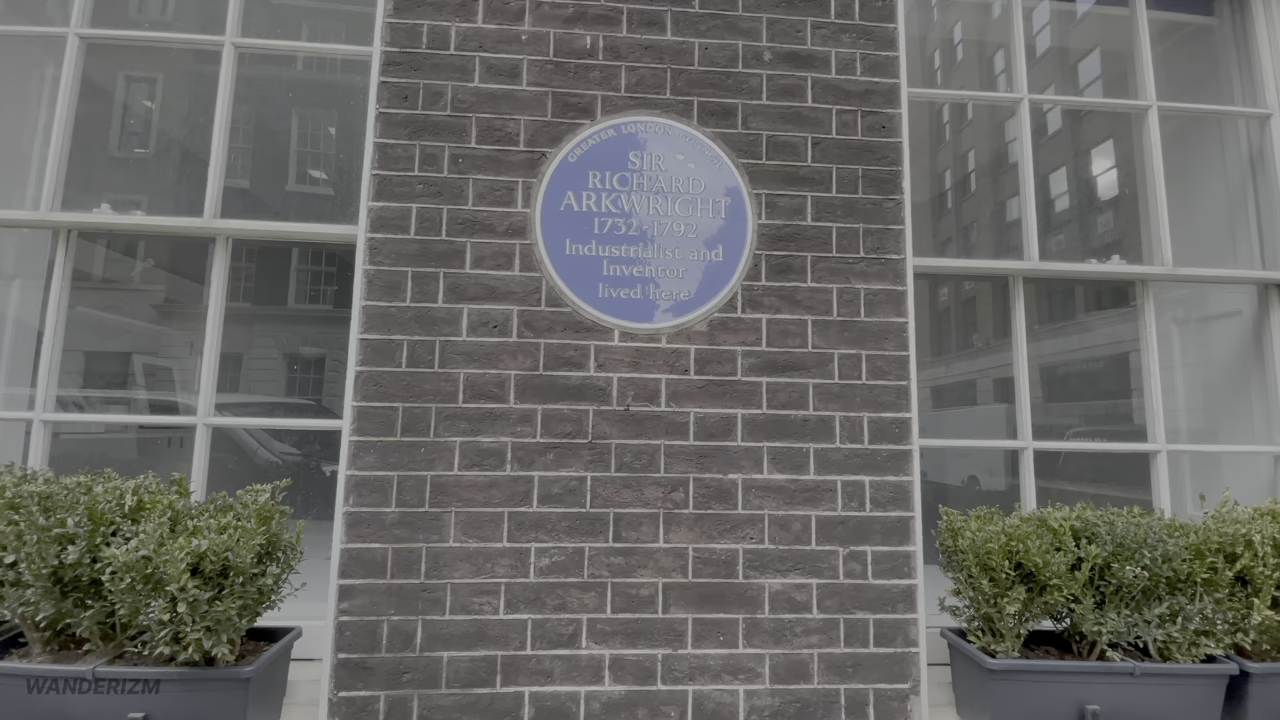 GREATER LONDON COUNCIL
SIR
RICHARD
ARKWRIGHT
1732-1792
Industrialist and
Inventor
lived here
WANDERIZM